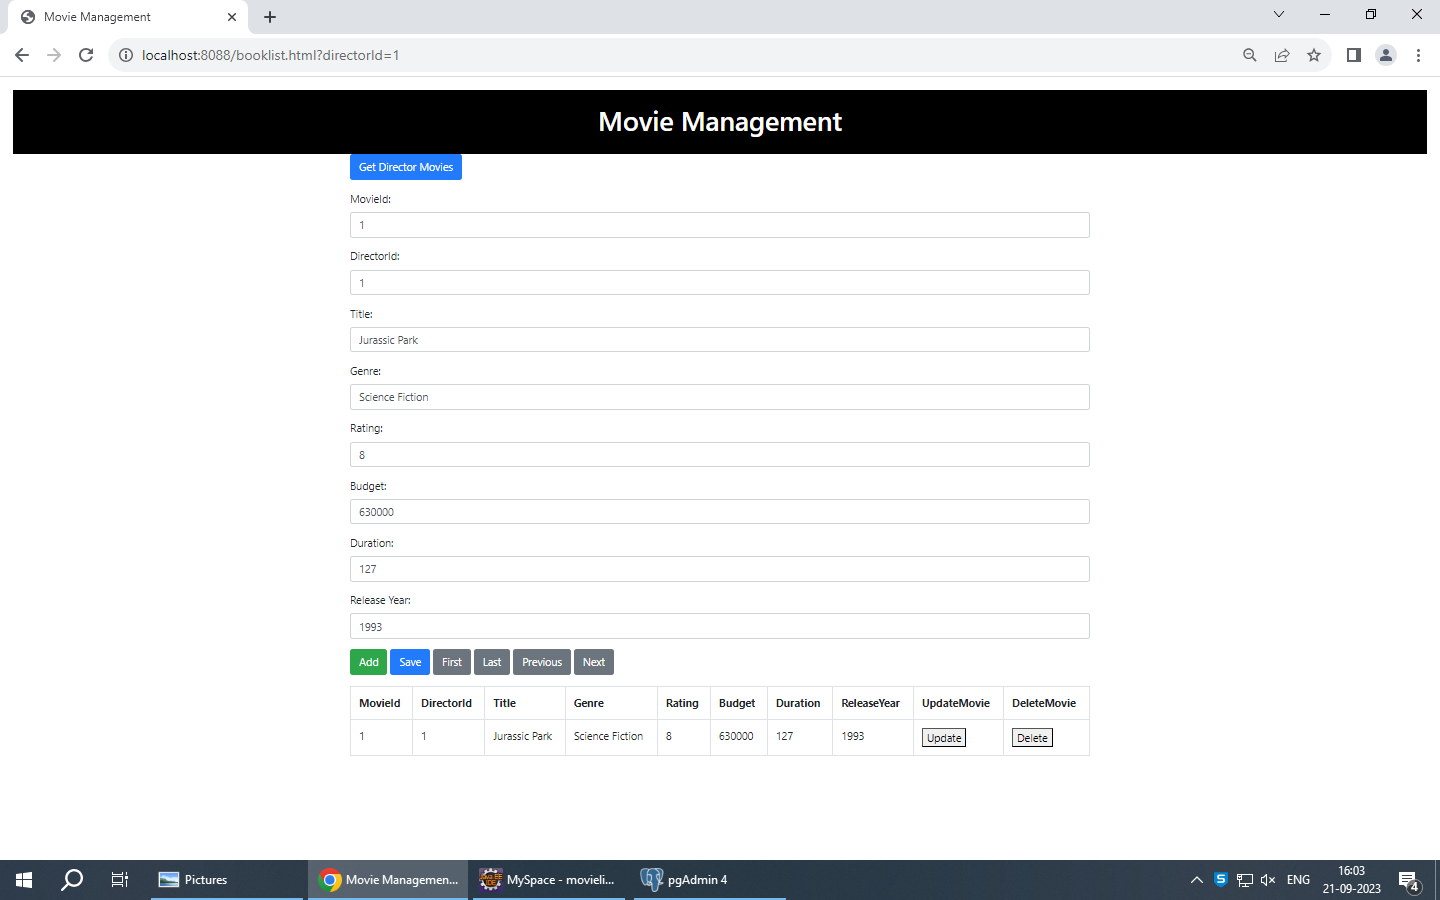 Movie Management
localhost:8088/booklist.html?directorId=1
Movie Management
Get Director Movies
MovieId:
1
DirectorId:
1
Title:
Jurassic Park
Genre:
Science Fiction
Rating:
8
Budget:
630000
Duration:
127
Release Year:
1993
Add Save First Last Previous Next
MovieId DirectorId Title Genre Rating Budget Duration ReleaseYear UpdateMovie DeleteMovie
1 1 Jurassic Park Science Fiction 8 630000 127 1993 Update Delete
Pictures Movie Managemen... MySpace - movieli... pgAdmin 4 ENG 16:03
21-09-2023 4